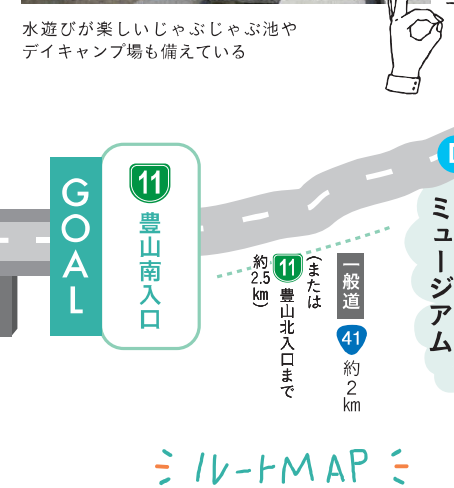 水遊びが楽しいじゃぶじゃぶ池や
デイキャンプ場も備えている
GOAL
11
豊山南入口
ミュージアム
一般道
41
約2km
(または
11
豊山北入口まで
約2.5km)
ルートMAP